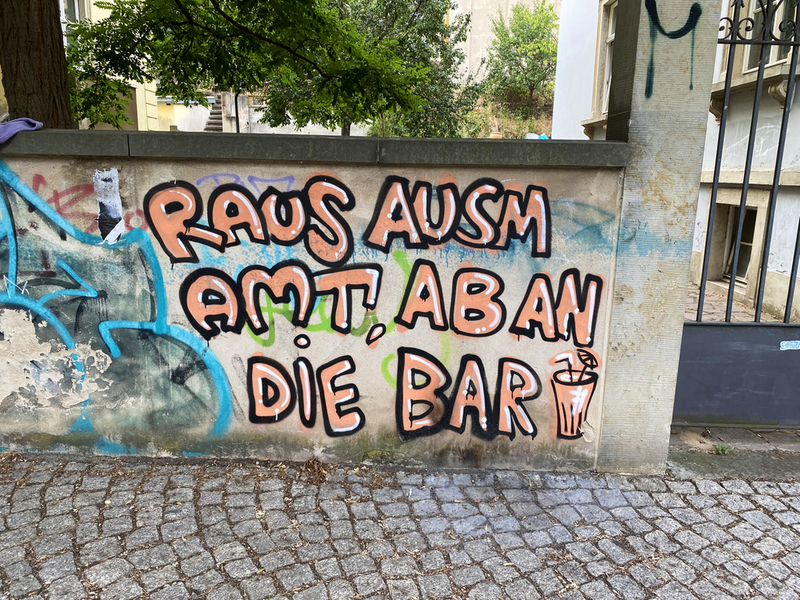 RAUS AUSM
AMT, AB AN
DiE BAR